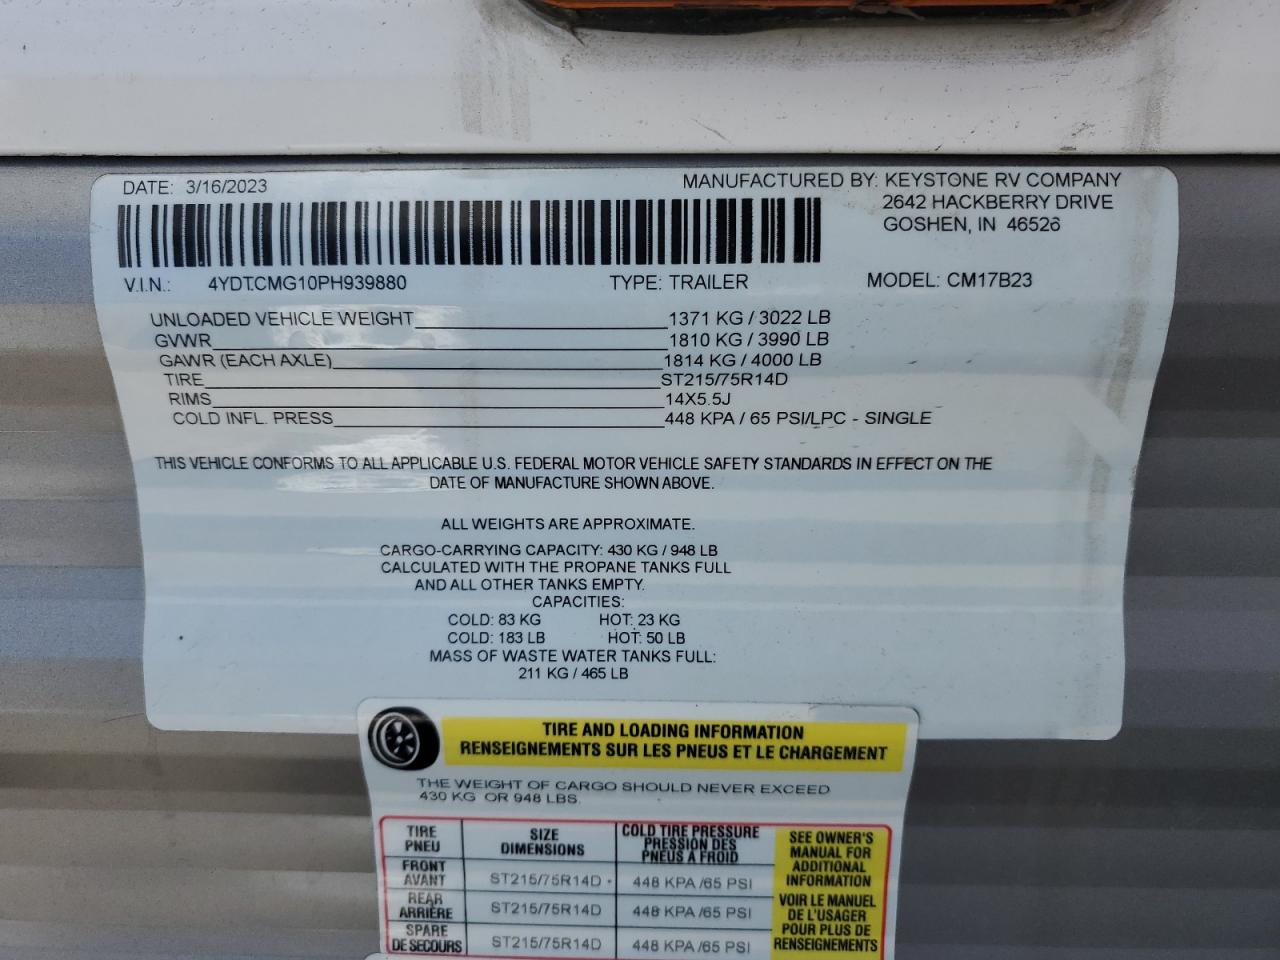 DATE: 3/16/2023
MANUFACTURED BY: KEYSTONE RV COMPANY
2642 HACKBERRY DRIVE
GOSHEN, IN 46526
V.I.N.: 4YDTCMG10PH939880 TYPE: TRAILER MODEL: CM17B23
UNLOADED VEHICLE WEIGHT 1371 KG / 3022 LB
GVWR 1810 KG / 3990 LB
GAWR (EACH AXLE) 1814 KG / 4000 LB
TIRE ST215/75R14D
RIMS 14X5.5J
COLD INFL. PRESS 448 KPA / 65 PSI/LPC - SINGLE
THIS VEHICLE CONFORMS TO ALL APPLICABLE U.S. FEDERAL MOTOR VEHICLE SAFETY STANDARDS IN EFFECT ON THE
DATE OF MANUFACTURE SHOWN ABOVE.
ALL WEIGHTS ARE APPROXIMATE.
CARGO-CARRYING CAPACITY: 430 KG / 948 LB
CALCULATED WITH THE PROPANE TANKS FULL
AND ALL OTHER TANKS EMPTY.
CAPACITIES:
COLD: 83 KG HOT: 23 KG
COLD: 183 LB HOT: 50 LB
MASS OF WASTE WATER TANKS FULL:
211 KG / 465 LB
TIRE AND LOADING INFORMATION
RENSEIGNEMENTS SUR LES PNEUS ET LE CHARGEMENT
THE WEIGHT OF CARGO SHOULD NEVER EXCEED
430 KG OR 948 LBS.
TIRE
PNEU
SIZE
DIMENSIONS
COLD TIRE PRESSURE
PRESSION DES
PNEUS A FROID
FRONT
AVANT
ST215/75R14D
448 KPA /65 PSI
REAR
ARRIÈRE
ST215/75R14D
448 KPA /65 PSI
SPARE
DE SECOURS
ST215/75R14D
448 KPA /65 PSI
SEE OWNER'S
MANUAL FOR
ADDITIONAL
INFORMATION
VOIR LE MANUEL
DE L'USAGER
POUR PLUS DE
RENSEIGNEMENTS